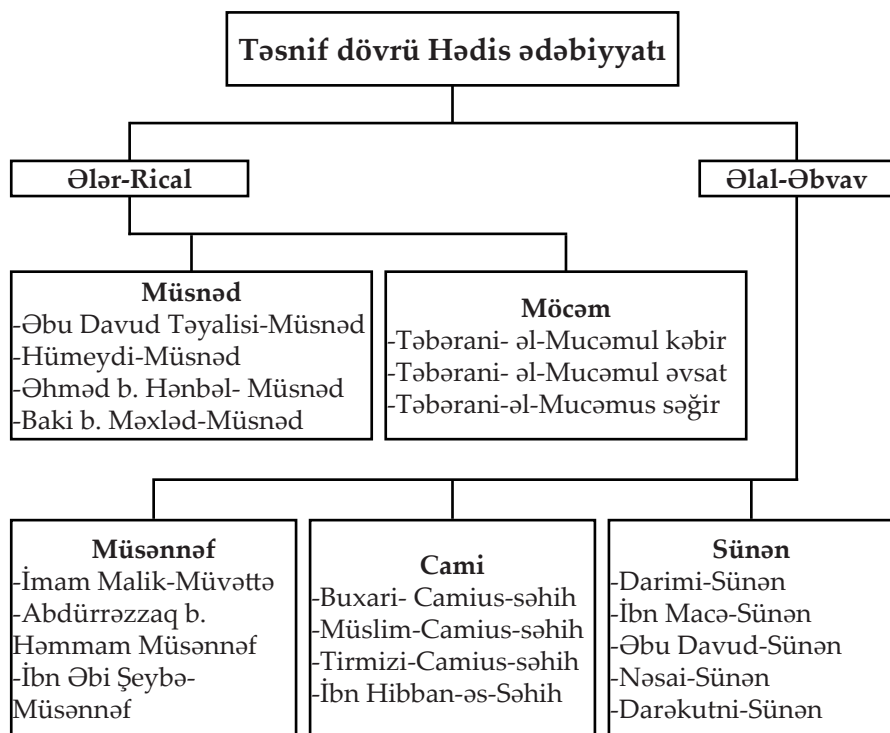 Təsnif dövrü Hədis ədəbiyyatı
Ələr-Rical
Əlal-Əbvav
Müsnəd
-Əbu Davud Təyalisi-Müsnəd
-Hümeydi-Müsnəd
-Əhməd b. Hənbəl- Müsnəd
-Baki b. Məxləd-Müsnəd
Möcəm
-Təbərani- əl-Mucəmul kəbir
-Təbərani- əl-Mucəmul əvsat
-Təbərani-əl-Mucəmus səğir
Müsənnəf
-İmam Malik-Müvəttə
-Abdürrəzzaq b.
Həmmam Müsənnəf
-İbn Əbi Şeybə-
Müsənnəf
Cami
-Buxari- Camius-səhih
-Müslim-Camius-səhih
-Tirmizi-Camius-səhih
-İbn Hibban-əs-Səhih
Sünən
-Darimi-Sünən
-İbn Macə-Sünən
-Əbu Davud-Sünən
-Nəsai-Sünən
-Darəkutni-Sünən